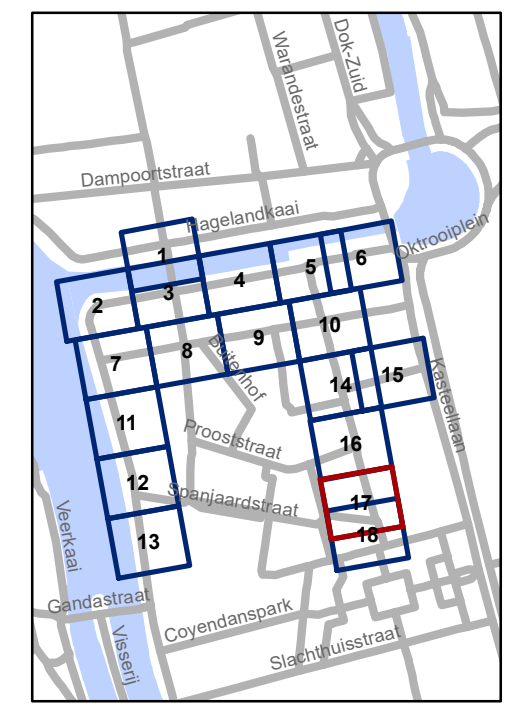 Dok-Zuid
Warandestraat
Dampoortstraat
Hagelandkaai
Oktrooiplein
1
2
3
4
5
6
7
8
9
10
Buitenhof
11
14
15
Kasteellaan
Prooststraat
16
12
Spanjaardstraat
17
13
18
Veerkaai
Gandastraat
Visserij
Coyendanspark
Slachthuisstraat